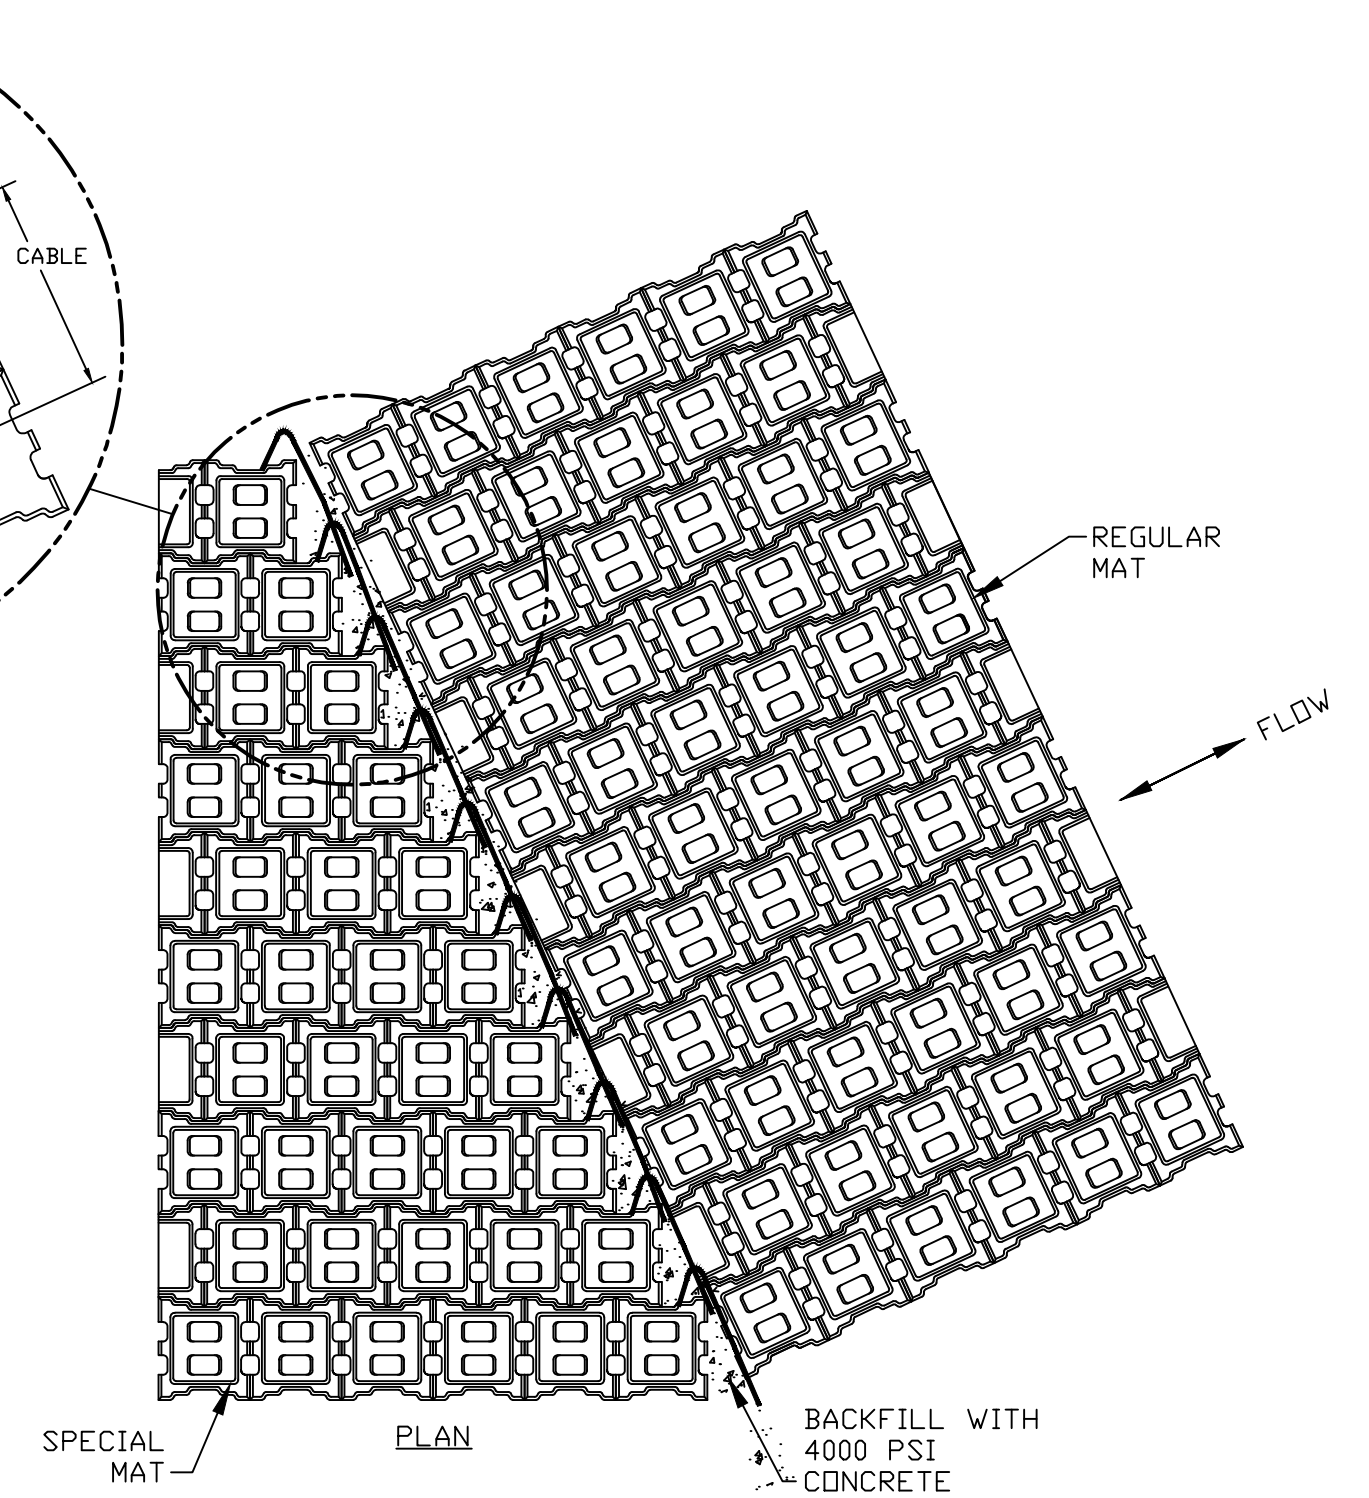 CABLE
REGULAR
MAT
FLOW
SPECIAL
MAT
PLAN
BACKFILL WITH
4000 PSI
CONCRETE